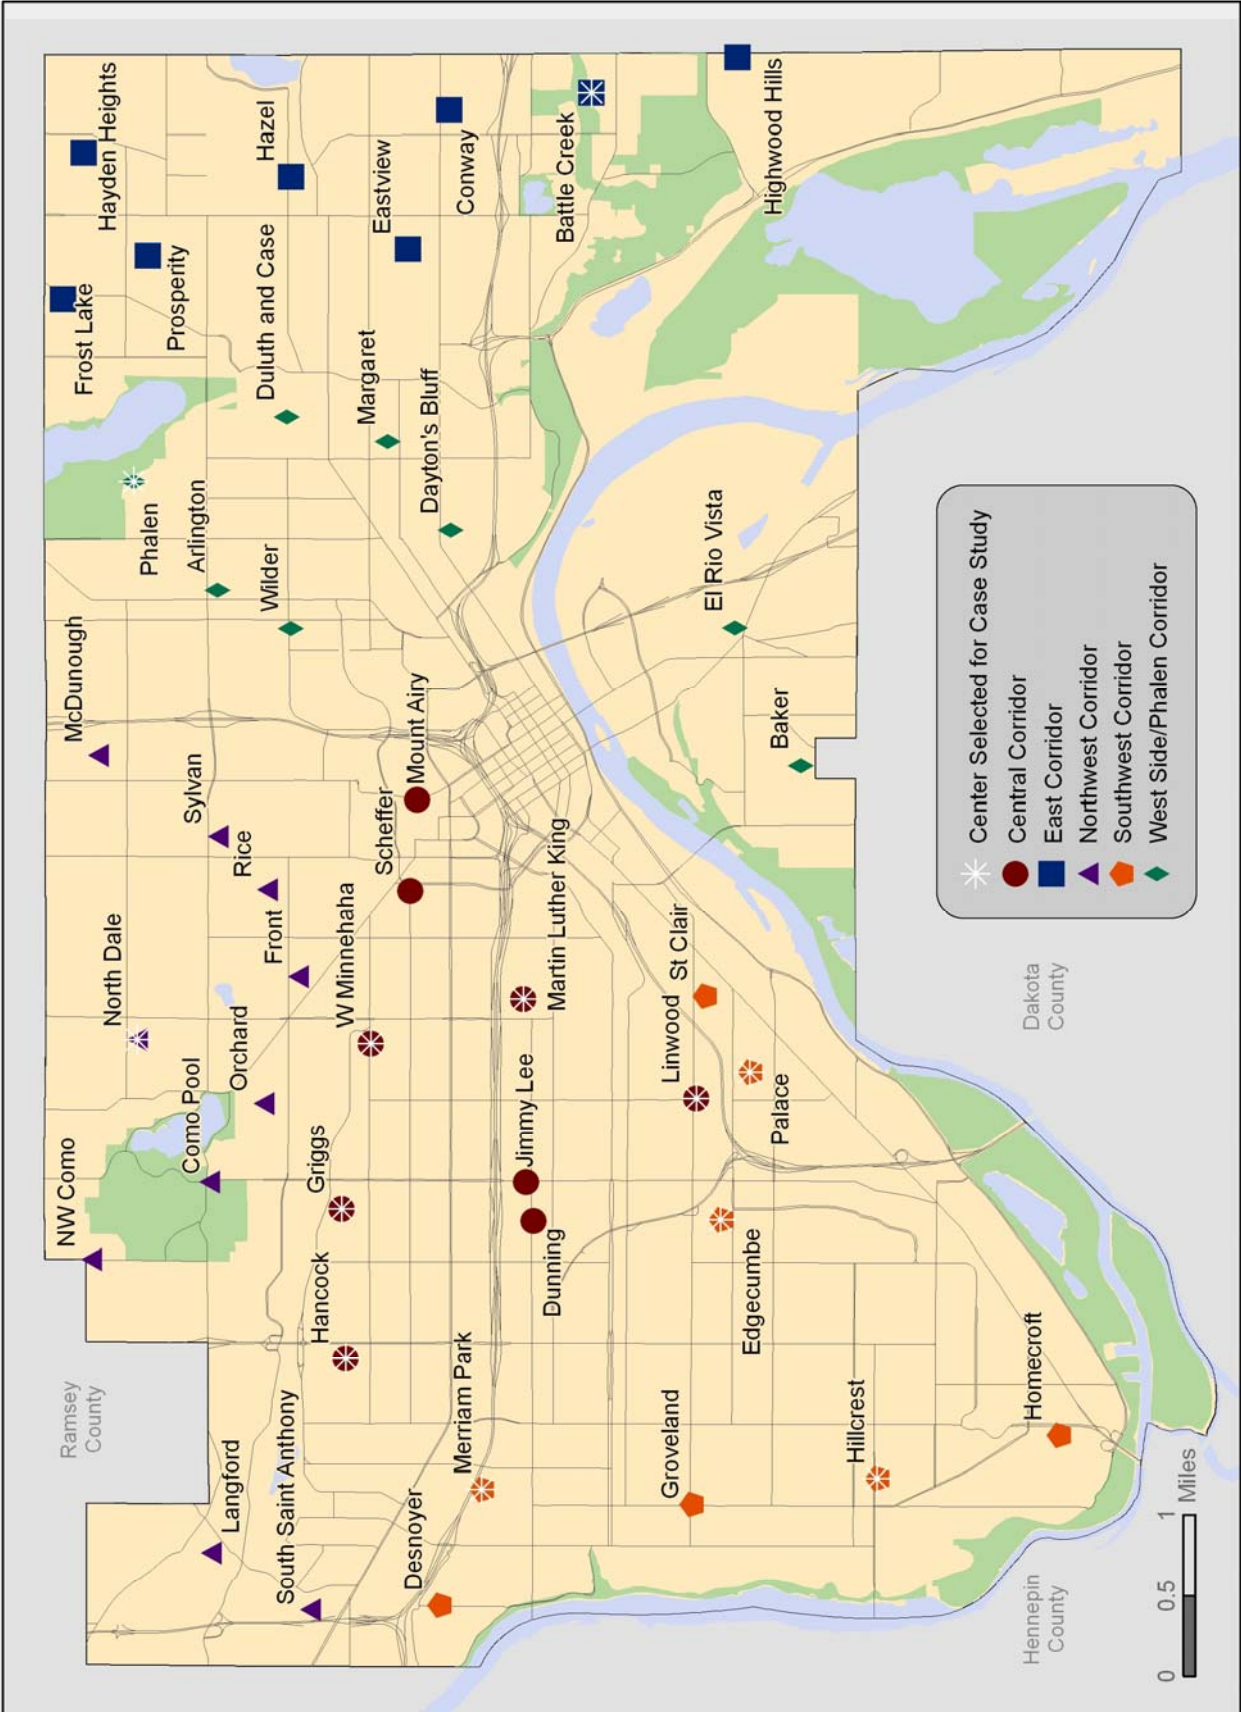 Ramsey
County
NW Como
North Dale
McDunough
Phalen
Frost Lake
Hayden Heights
Prosperity
Langford
Como Pool
Sylvan
Arlington
South Saint Anthony
Orchard
Rice
Front
Wilder
Duluth and Case
Hazel
Hancock
Griggs
W Minnehaha
Scheffer
Mount Airy
Margaret
Eastview
Desnoyer
Merriam Park
Dayton's Bluff
Conway
Dunning
Jimmy Lee
Martin Luther King
Battle Creek
Groveland
Linwood
St Clair
El Rio Vista
Edgecumbe
Palace
Baker
Highwood Hills
Hillcrest
Homecroft
Hennepin
County
Dakota
County
Center Selected for Case Study
Central Corridor
East Corridor
Northwest Corridor
Southwest Corridor
West Side/Phalen Corridor
0 0.5 1
Miles